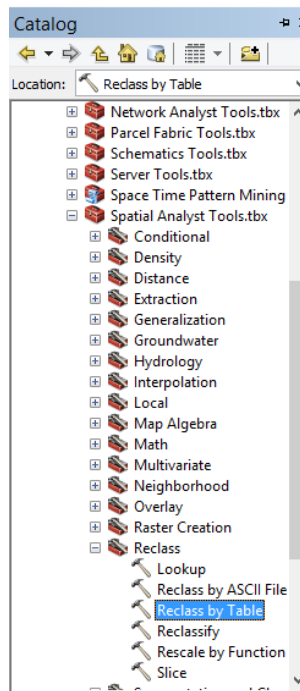 Catalog
Location: Reclass by Table
Network Analyst Tools.tbx
Parcel Fabric Tools.tbx
Schematics Tools.tbx
Server Tools.tbx
Space Time Pattern Mining
Spatial Analyst Tools.tbx
Conditional
Density
Distance
Extraction
Generalization
Groundwater
Hydrology
Interpolation
Local
Map Algebra
Math
Multivariate
Neighborhood
Overlay
Raster Creation
Reclass
Lookup
Reclass by ASCII File
Reclass by Table
Reclassify
Rescale by Function
Slice